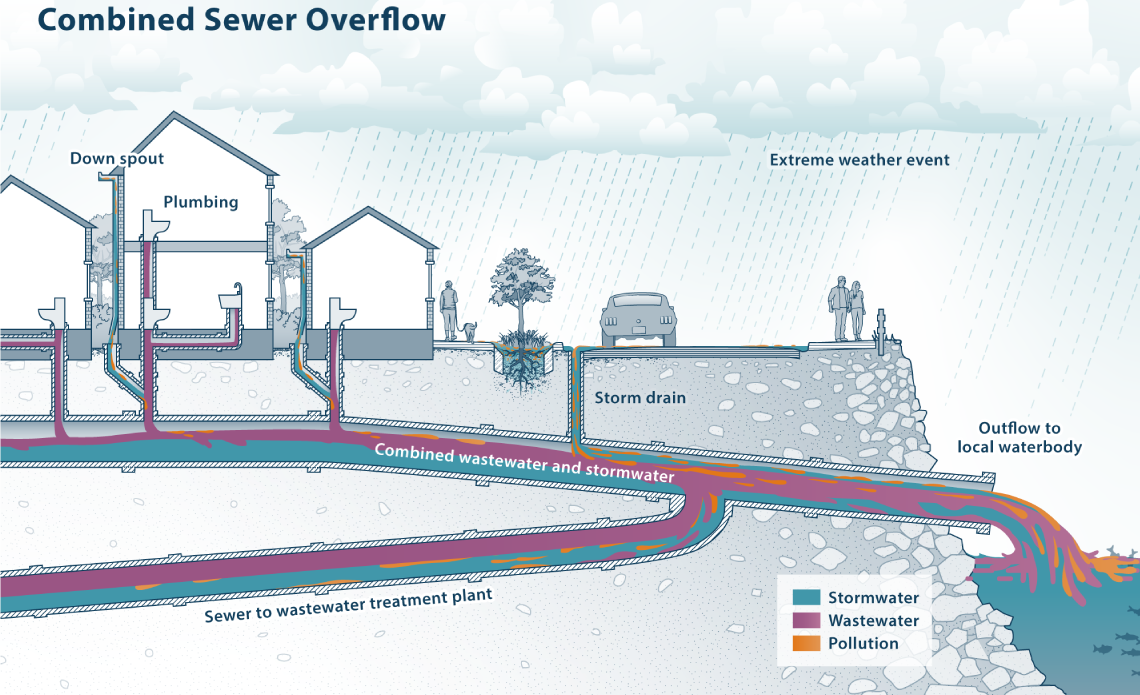 Combined Sewer Overflow
Down spout
Extreme weather event
Plumbing
Storm drain
Outflow to
local waterbody
Combined wastewater and stormwater
Sewer to wastewater treatment plant
Stormwater
Wastewater
Pollution